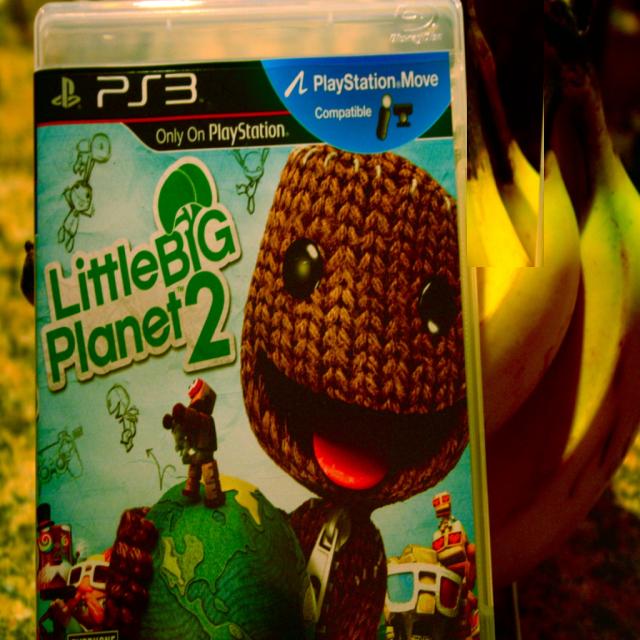 PS3
PlayStation Move
Compatible
Only On PlayStation
LittleBIG
Planet 2